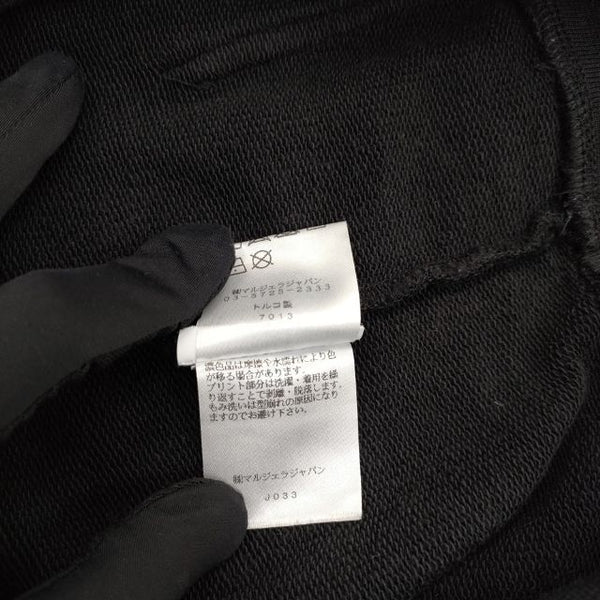 ㈱マルジェラジャパン
03-5725-2333
トルコ製
7013
濃色品は摩擦や水濡れにより色
が移る場合があります。
プリント部分は洗濯・着用を繰
り返すことで剥離・脱落します。
もみ洗いは型崩れの原因になり
ますのでお避け下さい。
㈱マルジェラジャパン
J033